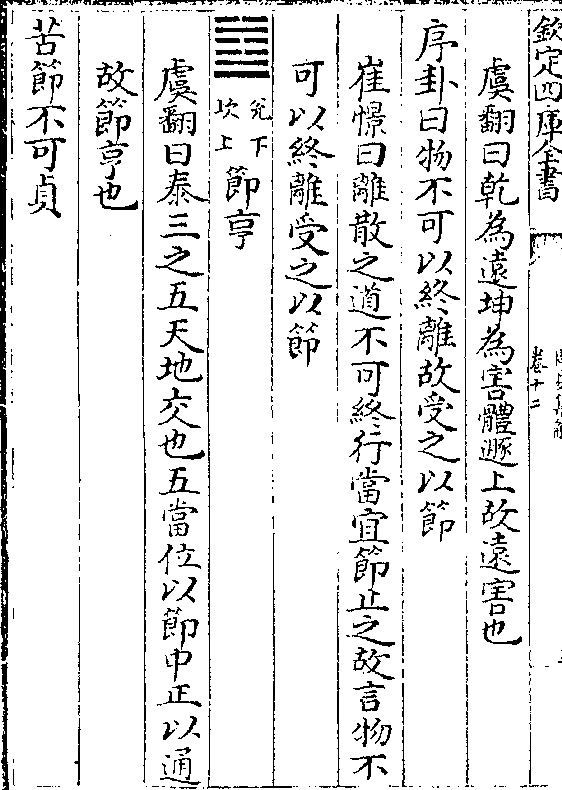 欽定四庫全書
卷十二
虞翻曰乾為遠坤為害體遯上故遠害也
序卦曰物不可以終離故受之以節
崔憬曰離散之道不可終行當宜節止之故言物不
可以終離受之以節
兌下
坎上
節亨
虞翻曰泰三之五天地交也五當位以節中正以通
故節亨也
苦節不可貞